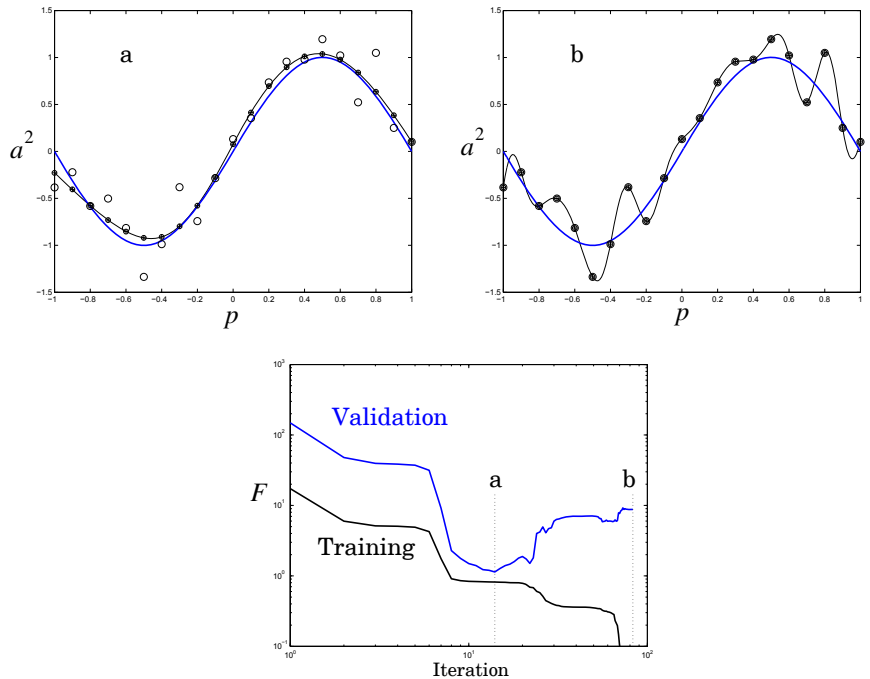 a
1.5
1
0.5
0
−0.5
−1
−1.5
a²
−1 −0.8 −0.6 −0.4 −0.2 0 0.2 0.4 0.6 0.8 1
p
b
1.5
1
0.5
0
−0.5
−1
−1.5
a²
−1 −0.8 −0.6 −0.4 −0.2 0 0.2 0.4 0.6 0.8 1
p
10³
10²
10¹
10⁰
10⁻¹
F
Validation
Training
a
b
10⁰ 10¹ 10²
Iteration